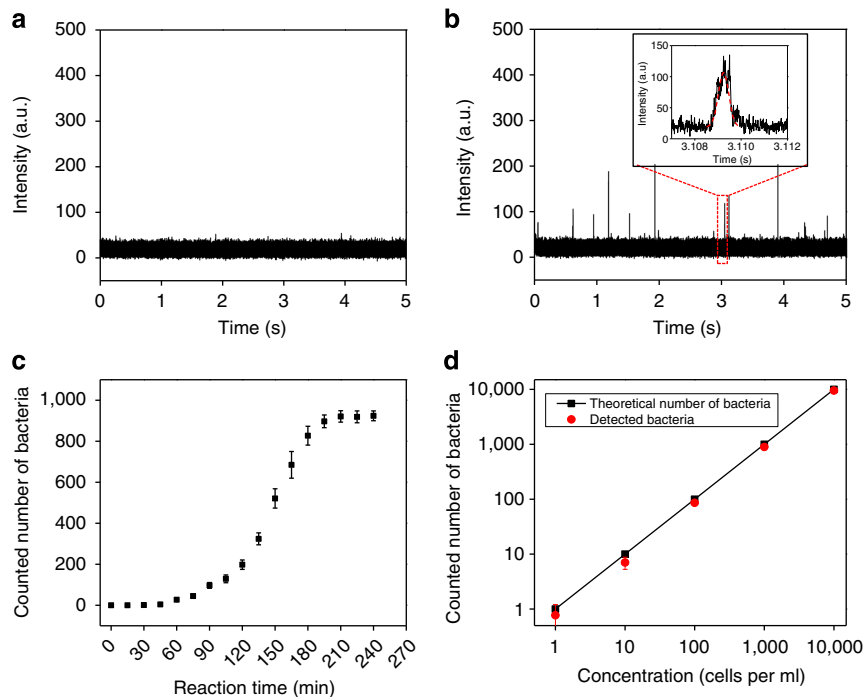 a
500
400
300
200
100
0
Intensity (a.u.)
0 1 2 3 4 5
Time (s)
b
500
400
300
200
100
0
Intensity (a.u.)
0 1 2 3 4 5
Time (s)
150
100
50
0
Intensity (a.u)
3.108 3.110 3.112
Time (s)
c
1,000
800
600
400
200
0
Counted number of bacteria
0 30 60 90 120 150 180 210 240 270
Reaction time (min)
d
10,000
1,000
100
10
1
Counted number of bacteria
Theoretical number of bacteria
Detected bacteria
1 10 100 1,000 10,000
Concentration (cells per ml)